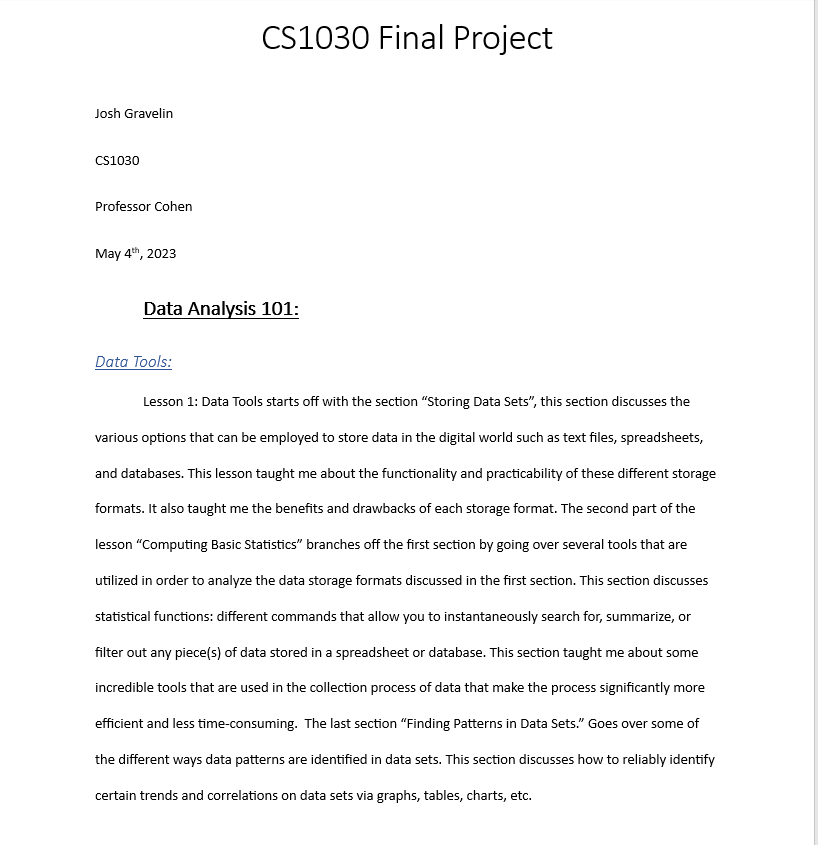 CS1030 Final Project
Josh Gravelin
CS1030
Professor Cohen
May 4th, 2023
Data Analysis 101:
Data Tools:
Lesson 1: Data Tools starts off with the section “Storing Data Sets”, this section discusses the
various options that can be employed to store data in the digital world such as text files, spreadsheets,
and databases. This lesson taught me about the functionality and practicability of these different storage
formats. It also taught me the benefits and drawbacks of each storage format. The second part of the
lesson “Computing Basic Statistics” branches off the first section by going over several tools that are
utilized in order to analyze the data storage formats discussed in the first section. This section discusses
statistical functions: different commands that allow you to instantaneously search for, summarize, or
filter out any piece(s) of data stored in a spreadsheet or database. This section taught me about some
incredible tools that are used in the collection process of data that make the process significantly more
efficient and less time-consuming.  The last section “Finding Patterns in Data Sets.” Goes over some of
the different ways data patterns are identified in data sets. This section discusses how to reliably identify
certain trends and correlations on data sets via graphs, tables, charts, etc.